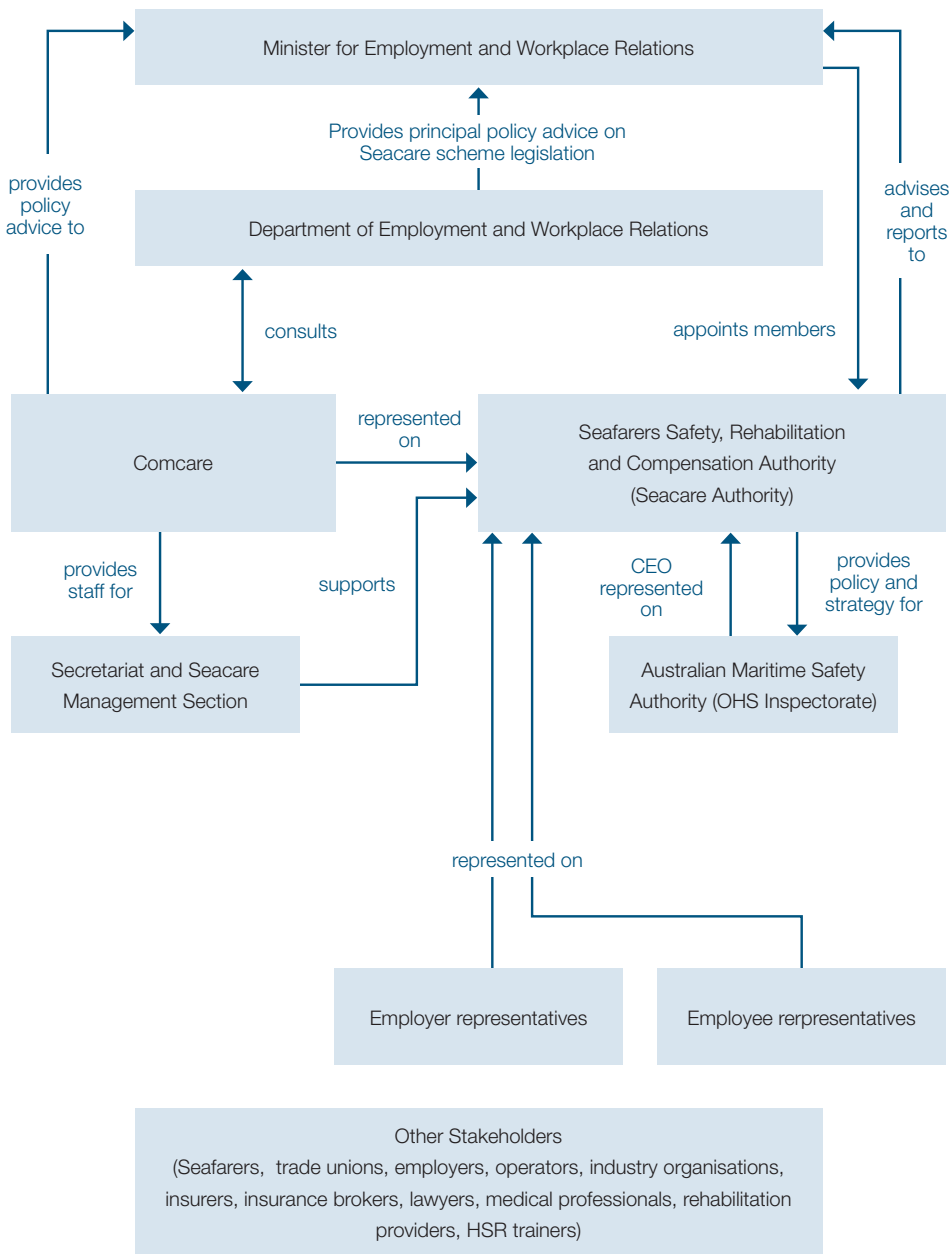 Minister for Employment and Workplace Relations
Provides principal policy advice on
Seacare scheme legislation
provides
policy
advice to
advises
and
reports
to
Department of Employment and Workplace Relations
consults
appoints members
Comcare
represented
on
Seafarers Safety, Rehabilitation
and Compensation Authority
(Seacare Authority)
provides
staff for
supports
CEO
represented
on
provides
policy and
strategy for
Secretariat and Seacare
Management Section
Australian Maritime Safety
Authority (OHS Inspectorate)
represented on
Employer representatives
Employee rerpresentatives
Other Stakeholders
(Seafarers, trade unions, employers, operators, industry organisations,
insurers, insurance brokers, lawyers, medical professionals, rehabilitation
providers, HSR trainers)